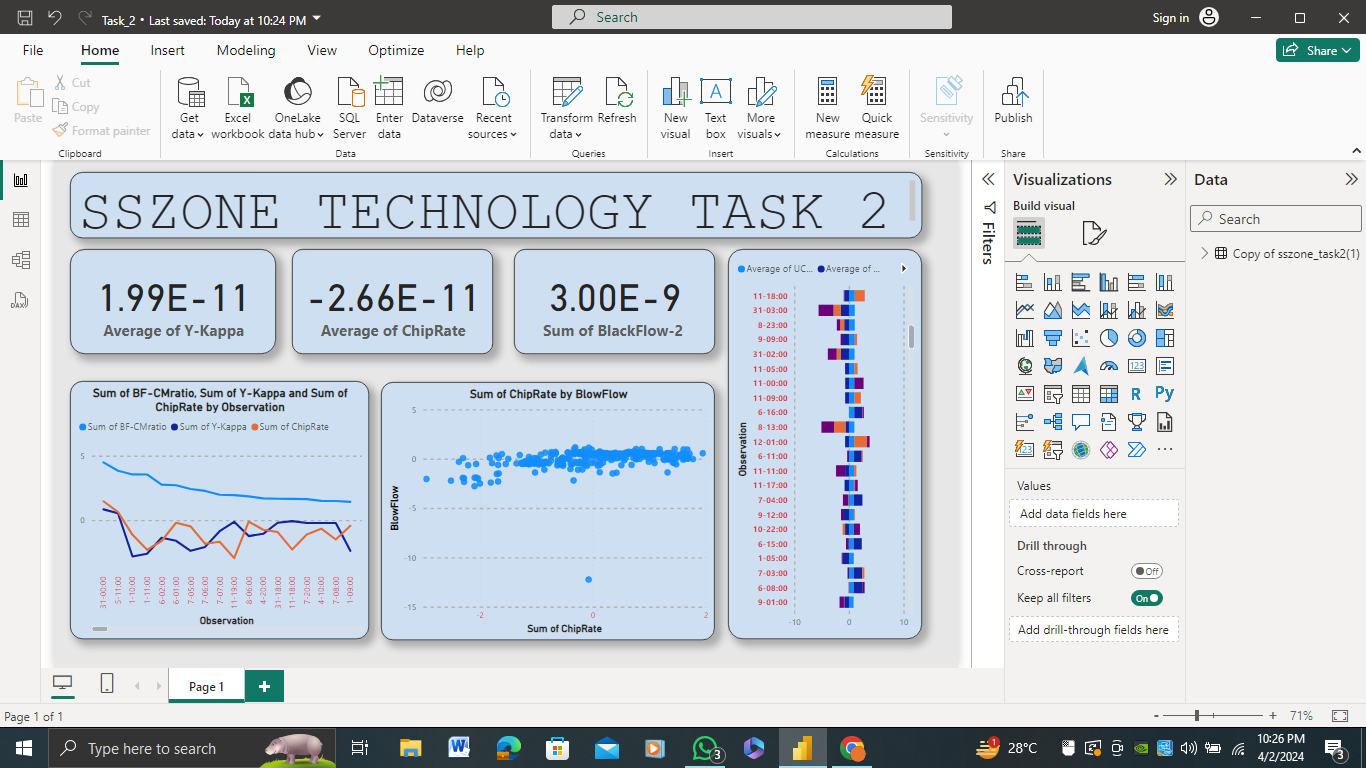 Task_2 • Last saved: Today at 10:24 PM
Search
Sign in
File Home Insert Modeling View Optimize Help
Share
Paste
Cut
Copy
Format painter
Clipboard
Get data
Excel workbook
OneLake data hub
SQL Server
Enter data
Dataverse
Recent sources
Data
Transform data
Refresh
Queries
New visual
Text box
More visuals
Insert
New measure
Quick measure
Calculations
Sensitivity
Sensitivity
Publish
Share
SSZONE TECHNOLOGY TASK 2
1.99E-11
Average of Y-Kappa
-2.66E-11
Average of ChipRate
3.00E-9
Sum of BlackFlow-2
Sum of BF-CMratio, Sum of Y-Kappa and Sum of
ChipRate by Observation
Sum of BF-CMratio Sum of Y-Kappa Sum of ChipRate
5
0
31-00:00
5-11:00
1-10:00
3-11:00
6-02:00
6-01:00
7-05:00
7-06:00
7-07:00
11-19:00
6-08:00
4-20:00
31-18:00
11-18:00
7-20:00
4-10:00
7-08:00
1-09:00
Observation
Sum of ChipRate by BlowFlow
5
0
-5
-10
-15
BlowFlow
-2 0 2
Sum of ChipRate
Average of UC... Average of ...
11-18:00
31-03:00
8-23:00
9-09:00
31-02:00
11-05:00
11-00:00
11-09:00
6-16:00
8-13:00
12-01:00
6-11:00
11-11:00
11-17:00
7-04:00
9-12:00
10-22:00
6-15:00
1-05:00
7-03:00
6-08:00
9-01:00
Observation
-10 0 10
Filters
Visualizations
Build visual
123
R
Py
123
Values
Add data fields here
Drill through
Cross-report
Off
Keep all filters
On
Add drill-through fields here
Data
Search
Copy of sszone_task2(1)
DAX
Page 1
Page 1 of 1
- + 71%
Type here to search
3
1
28°C
10:26 PM
4/2/2024
3